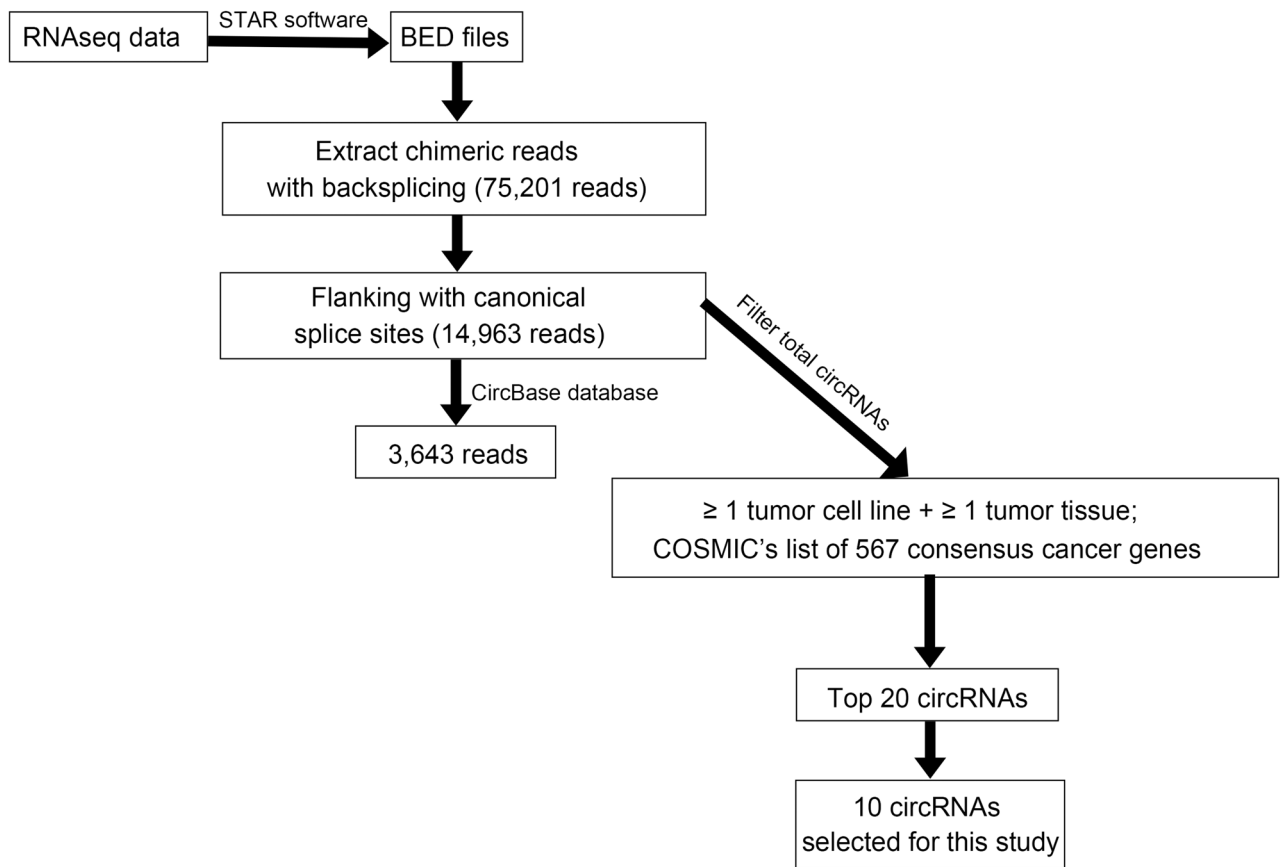 RNAseq data
STAR software
BED files
Extract chimeric reads
with backsplicing (75,201 reads)
Flanking with canonical
splice sites (14,963 reads)
Filter total circRNAs
CircBase database
3,643 reads
≥ 1 tumor cell line + ≥ 1 tumor tissue;
COSMIC’s list of 567 consensus cancer genes
Top 20 circRNAs
10 circRNAs
selected for this study